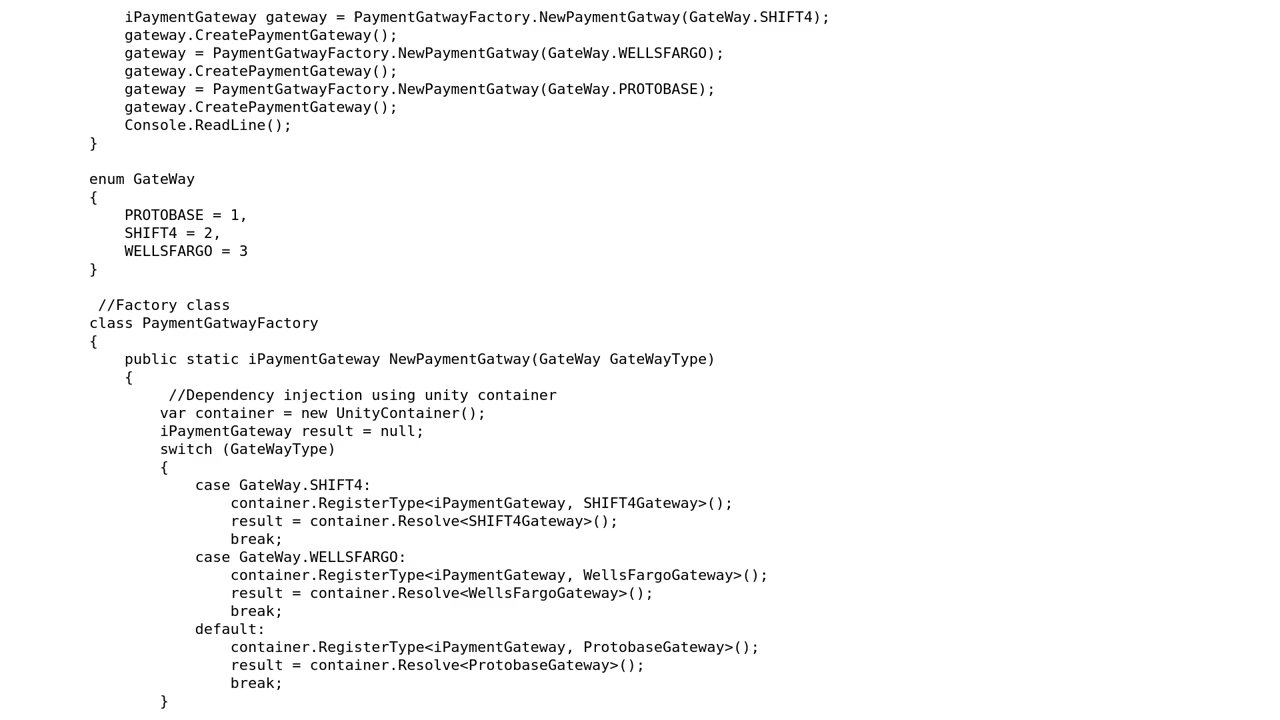 iPaymentGateway gateway = PaymentGatwayFactory.NewPaymentGatway(GateWay.SHIFT4);
gateway.CreatePaymentGateway();
gateway = PaymentGatwayFactory.NewPaymentGatway(GateWay.WELLSFARGO);
gateway.CreatePaymentGateway();
gateway = PaymentGatwayFactory.NewPaymentGatway(GateWay.PROTOBASE);
gateway.CreatePaymentGateway();
Console.ReadLine();
}
enum GateWay
{
PROTOBASE = 1,
SHIFT4 = 2,
WELLSFARGO = 3
}
//Factory class
class PaymentGatwayFactory
{
public static iPaymentGateway NewPaymentGatway(GateWay GateWayType)
{
//Dependency injection using unity container
var container = new UnityContainer();
iPaymentGateway result = null;
switch (GateWayType)
{
case GateWay.SHIFT4:
container.RegisterType<iPaymentGateway, SHIFT4Gateway>();
result = container.Resolve<SHIFT4Gateway>();
break;
case GateWay.WELLSFARGO:
container.RegisterType<iPaymentGateway, WellsFargoGateway>();
result = container.Resolve<WellsFargoGateway>();
break;
default:
container.RegisterType<iPaymentGateway, ProtobaseGateway>();
result = container.Resolve<ProtobaseGateway>();
break;
}